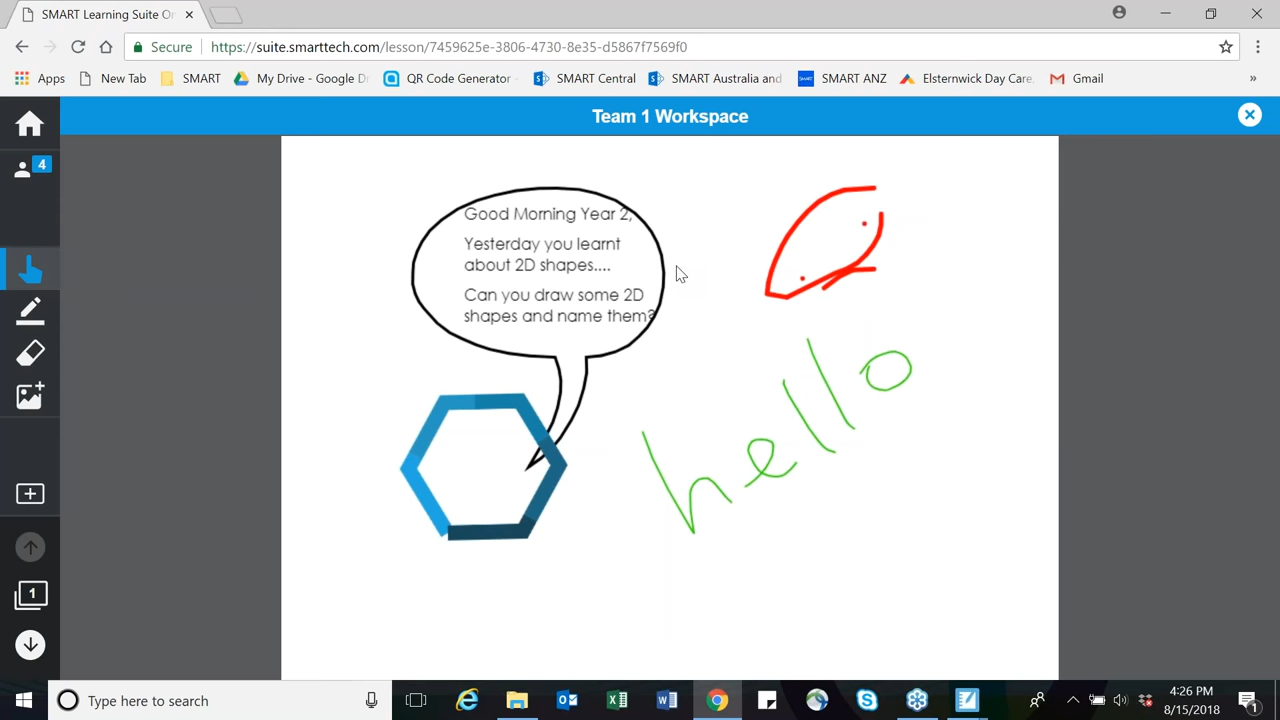 SMART Learning Suite On
Secure
https://suite.smarttech.com/lesson/7459625e-3806-4730-8e35-d5867f7569f0
Apps New Tab SMART My Drive - Google Dr QR Code Generator - SMART Central SMART Australia and SMART ANZ Elsternwick Day Care, Gmail »
Team 1 Workspace
4
Good Morning Year 2,
Yesterday you learnt
about 2D shapes....
Can you draw some 2D
shapes and name them?
hello
1
Type here to search
4:26 PM
8/15/2018
1